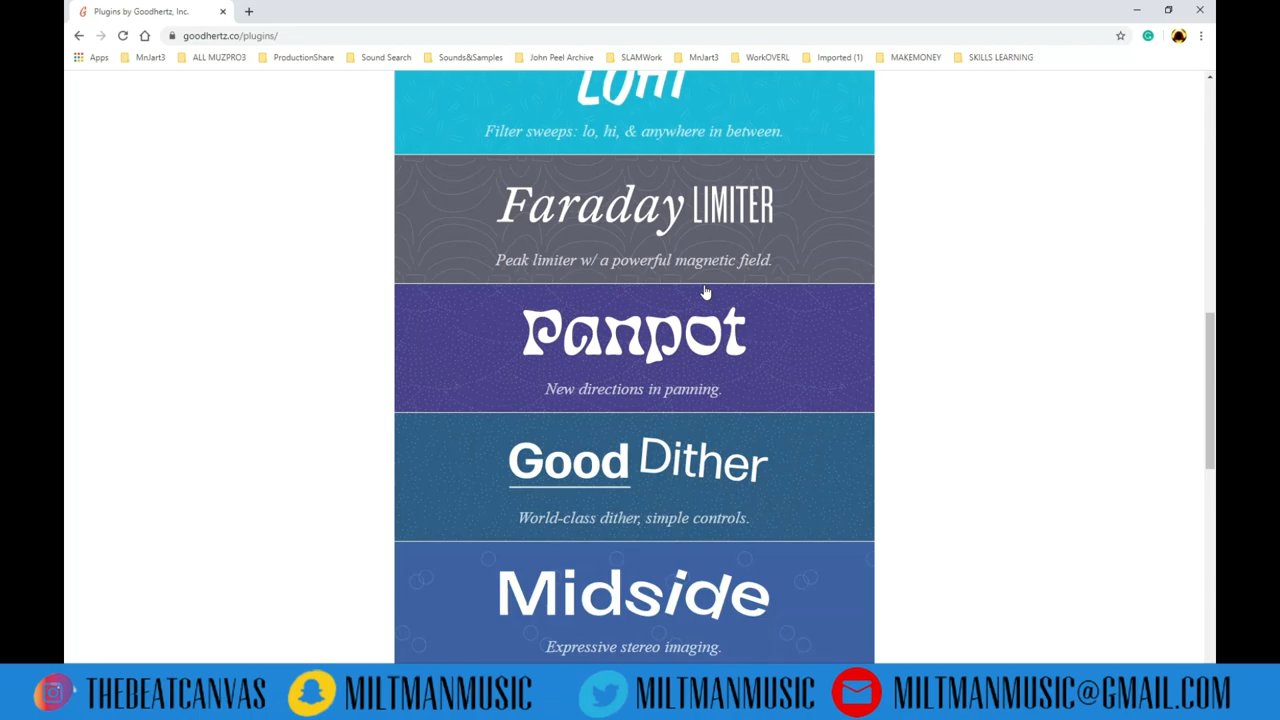 Plugins by Goodhertz, Inc.
goodhertz.co/plugins/
Apps MnJart3 ALL MUZPRO3 ProductionShare Sound Search Sounds&Samples John Peel Archive SLAMWork MnJart3 WorkOVERL Imported (1) MAKEMONEY SKILLS LEARNING
LOHI
Filter sweeps: lo, hi, & anywhere in between.
Faraday LIMITER
Peak limiter w/ a powerful magnetic field.
Panpot
New directions in panning.
Good Dither
World-class dither, simple controls.
Midside
Expressive stereo imaging.
THEBEATCANVAS MILTMANMUSIC MILTMANMUSIC MILTMANMUSIC@GMAIL.COM